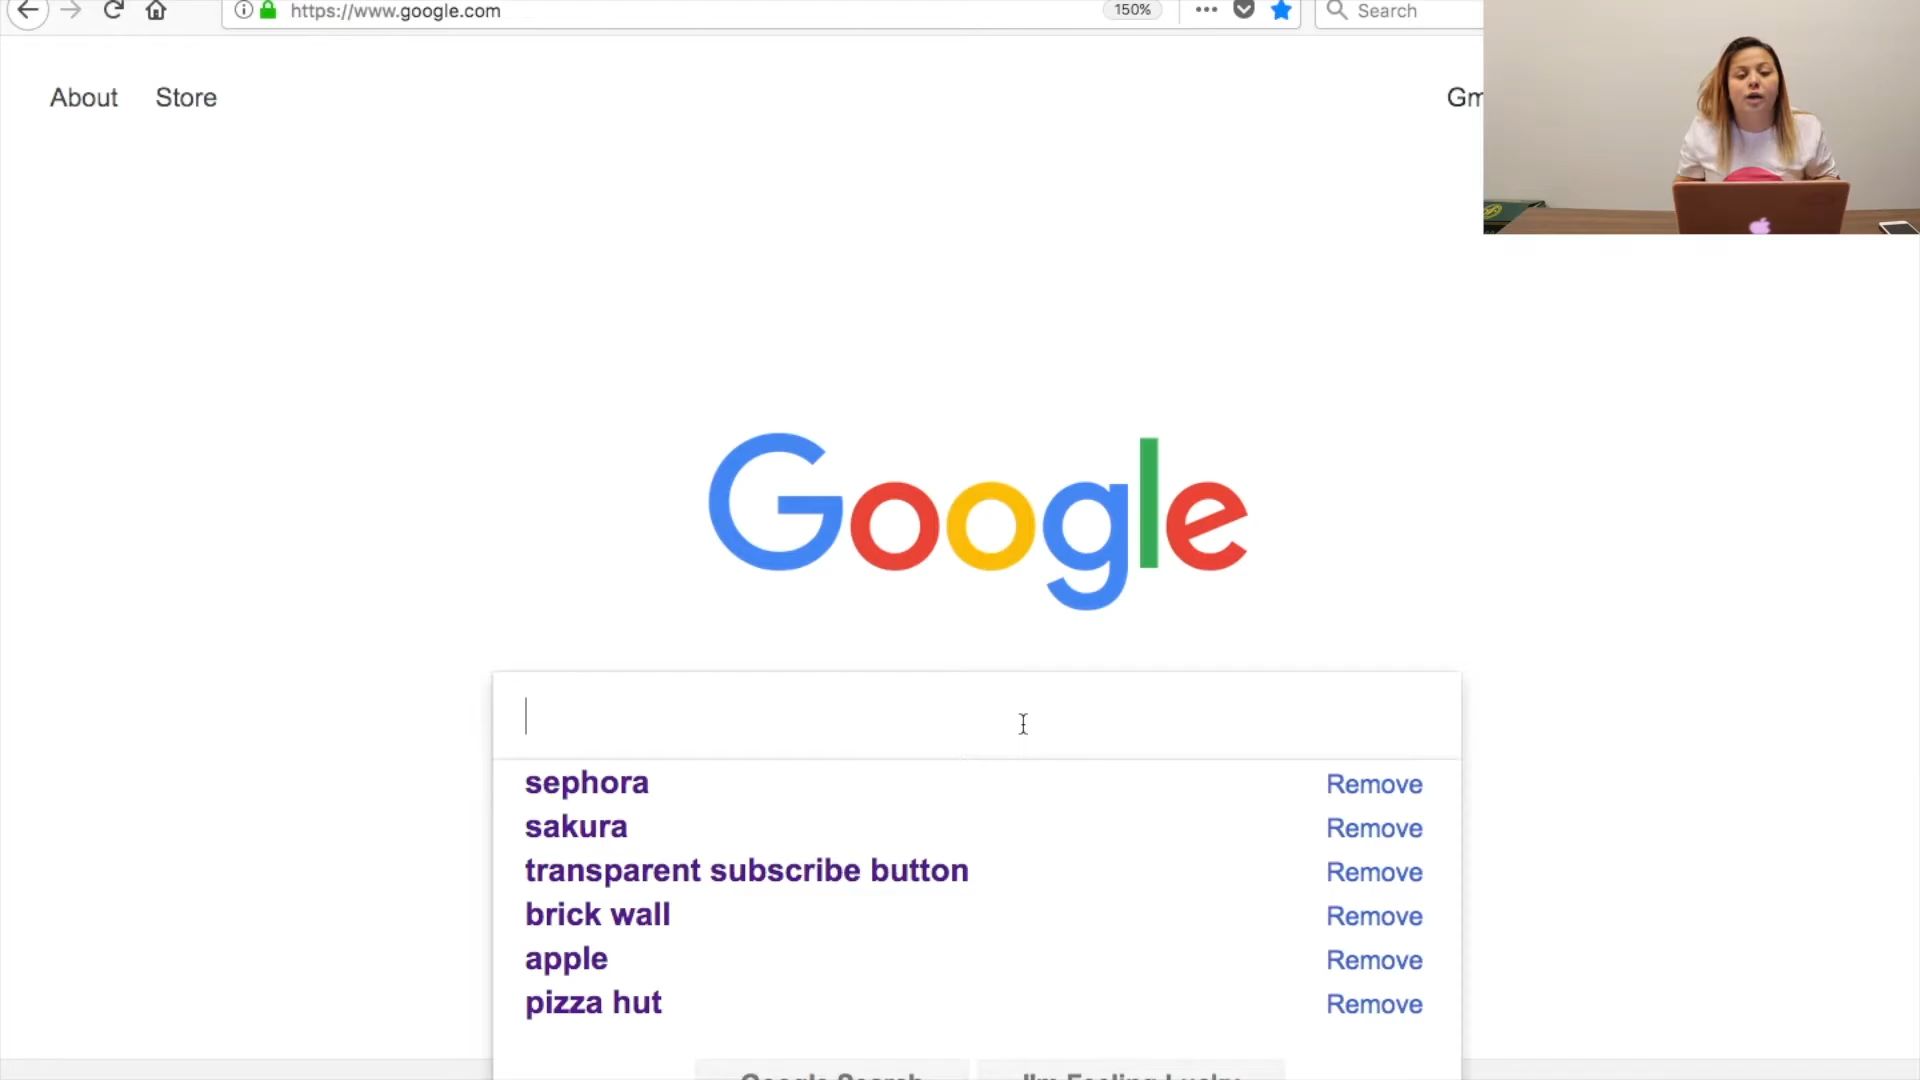 https://www.google.com 150% Search
About Store Gm
Google
sephora Remove
sakura Remove
transparent subscribe button Remove
brick wall Remove
apple Remove
pizza hut Remove
Google Search I'm Feeling Lucky